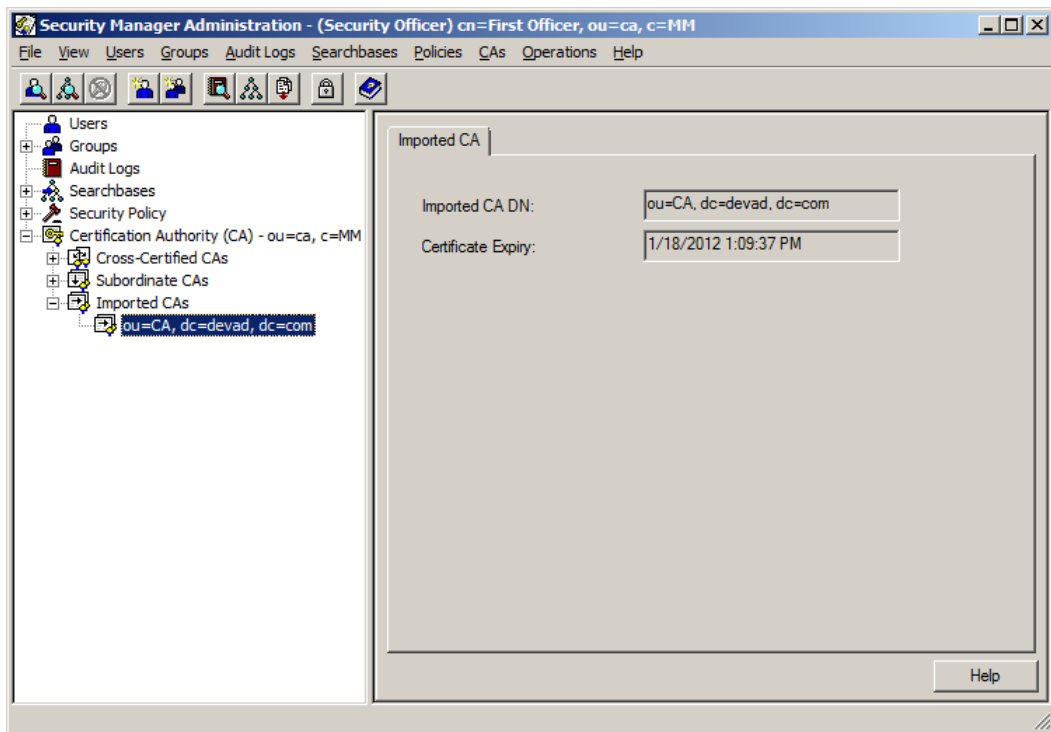 Security Manager Administration - (Security Officer) cn=First Officer, ou=ca, c=MM
File View Users Groups Audit Logs Searchbases Policies CAs Operations Help
Users
Groups
Audit Logs
Searchbases
Security Policy
Certification Authority (CA) - ou=ca, c=MM
Cross-Certified CAs
Subordinate CAs
Imported CAs
ou=CA, dc=devad, dc=com
Imported CA
Imported CA DN: ou=CA, dc=devad, dc=com
Certificate Expiry: 1/18/2012 1:09:37 PM
Help